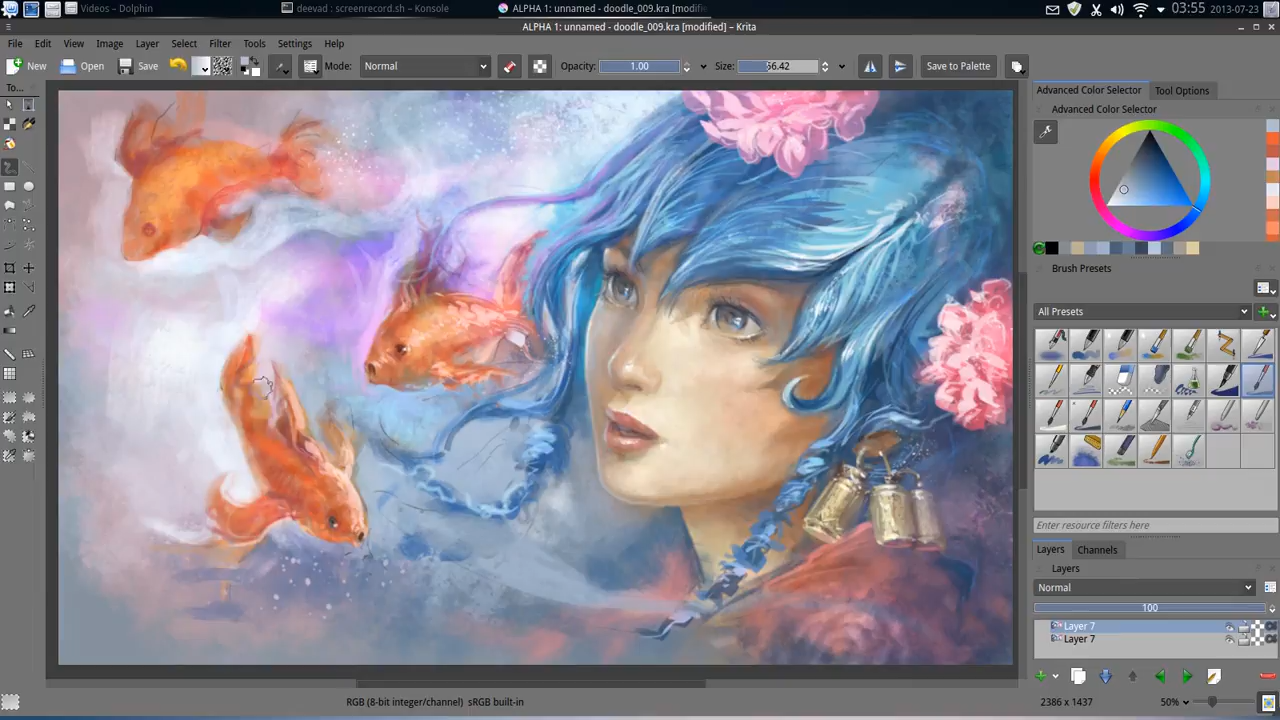 Videos – Dolphin
deevad : screenrecord.sh – Konsole
ALPHA 1: unnamed - doodle_009.kra [modifi
03:55 2013-07-23
ALPHA 1: unnamed - doodle_009.kra [modified] – Krita
File Edit View Image Layer Select Filter Tools Settings Help
New Open Save Mode: Normal Opacity: 1.00 Size: 56.42 Save to Palette
To...
Advanced Color Selector Tool Options
Advanced Color Selector
Brush Presets
All Presets
Enter resource filters here
Layers Channels
Layers
Normal
100
Layer 7
Layer 7
RGB (8-bit integer/channel) sRGB built-in
2386 x 1437
50%